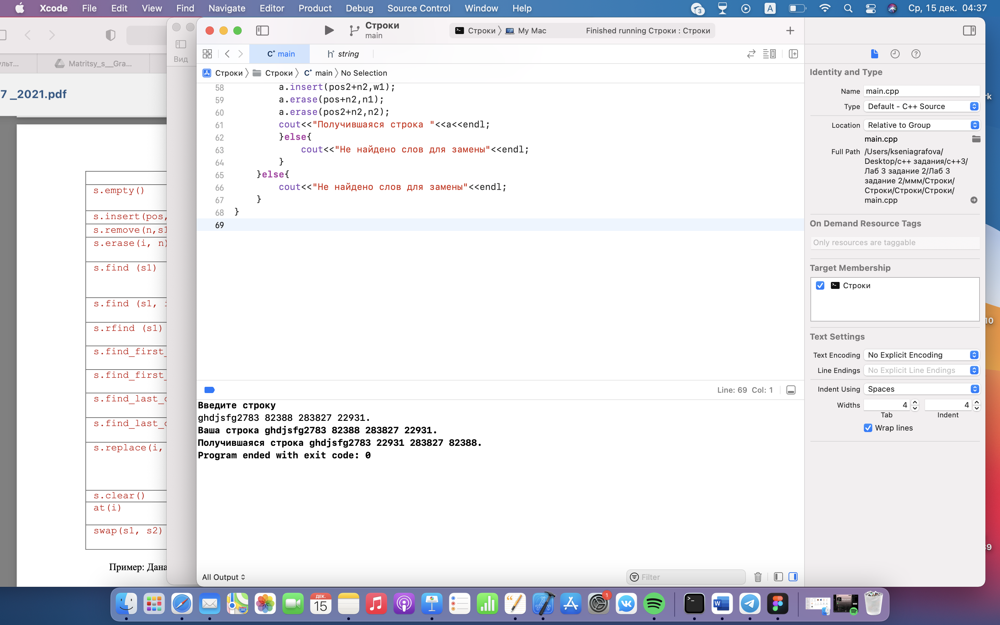 Xcode File Edit View Find Navigate Editor Product Debug Source Control Window Help
3 A Ср, 15 дек. 04:37
Matritsy_s__Gra...
7 _2021.pdf
s.empty()
s.insert(pos,
s.remove(n,s1
s.erase(i, n)
s.find (s1)
s.find (s1,
s.rfind (s1)
s.find_first_
s.find_first_
s.find_last_
s.find_last_
s.replace(i,
s.clear()
at(i)
swap(s1, s2)
Пример: Дана
Вид
Строки
main
Строки My Mac Finished running Строки : Строки
main string
Строки Строки main No Selection
58 a.insert(pos2+n2,w1);
59 a.erase(pos+n2,n1);
60 a.erase(pos2+n2,n2);
61 cout<<"Получившаяся строка "<<a<<endl;
62 }else{
63 cout<<"Не найдено слов для замены"<<endl;
64 }
65 }else{
66 cout<<"Не найдено слов для замены"<<endl;
67 }
68 }
69
Line: 69 Col: 1
Введите строку
ghdjsfg2783 82388 283827 22931.
Ваша строка ghdjsfg2783 82388 283827 22931.
Получившаяся строка ghdjsfg2783 22931 283827 82388.
Program ended with exit code: 0
All Output
Filter
Identity and Type
Name main.cpp
Type Default - C++ Source
Location Relative to Group
main.cpp
Full Path /Users/kseniagrafova/
Desktop/c++ задания/c++3/
Лаб 3 задание 2/Лаб 3
задание 2/ммм/Строки/
Строки/Строки/Строки/
main.cpp
On Demand Resource Tags
Only resources are taggable
Target Membership
Строки
Text Settings
Text Encoding No Explicit Encoding
Line Endings No Explicit Line Endings
Indent Using Spaces
Widths 4 4
Tab Indent
Wrap lines
10
ДЕК.
15
280
1
W